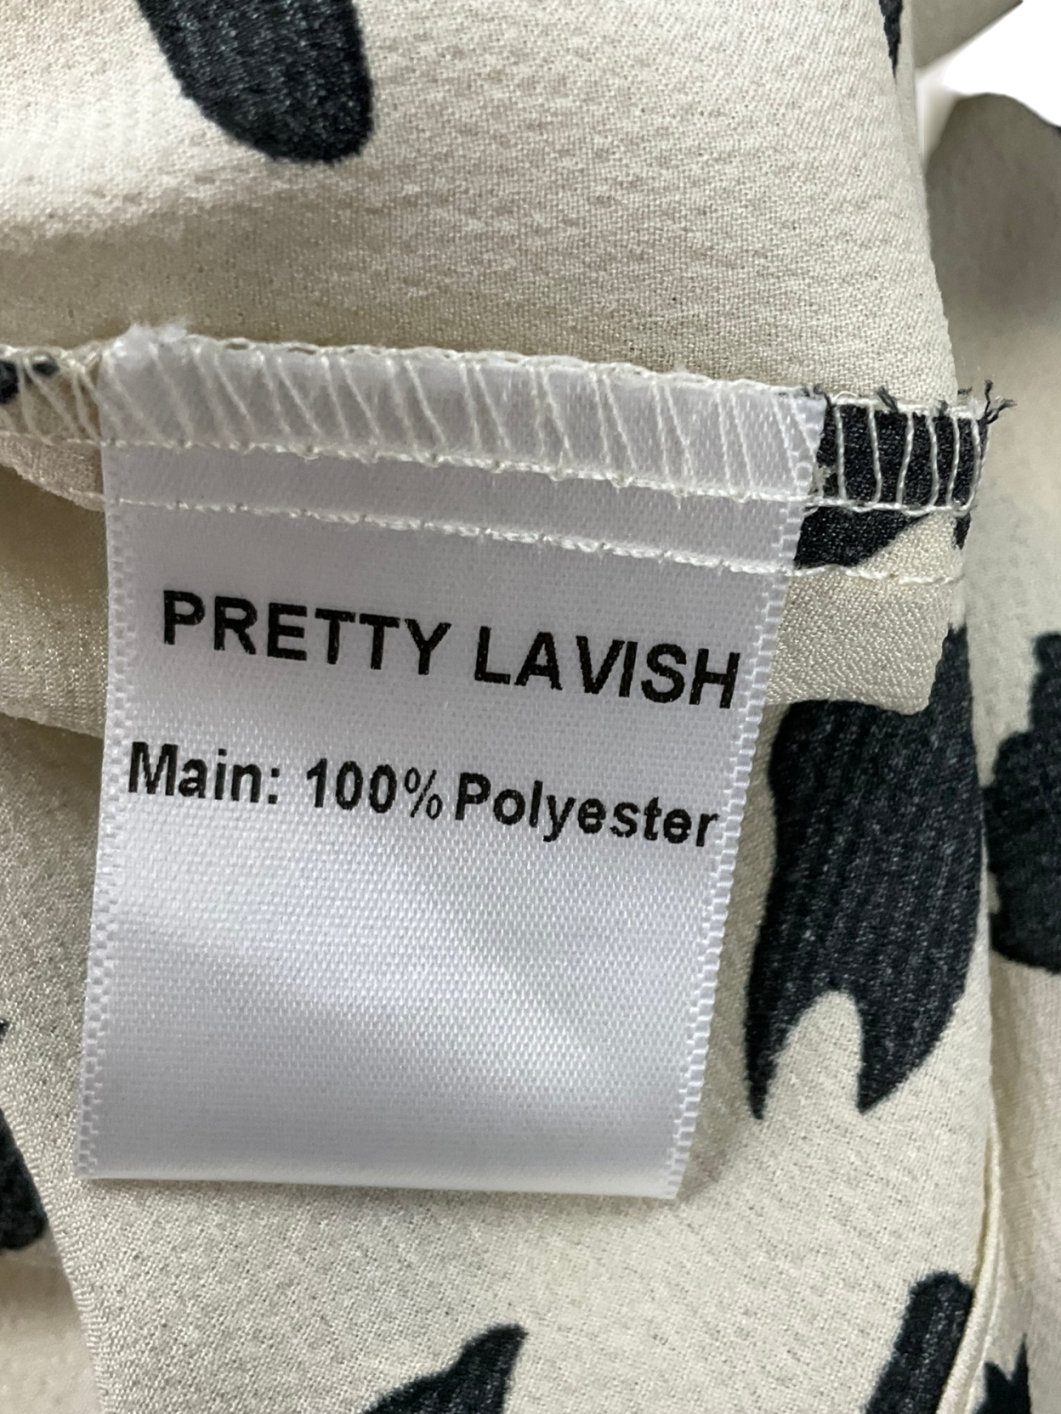 PRETTY LAVISH
Main: 100% Polyester